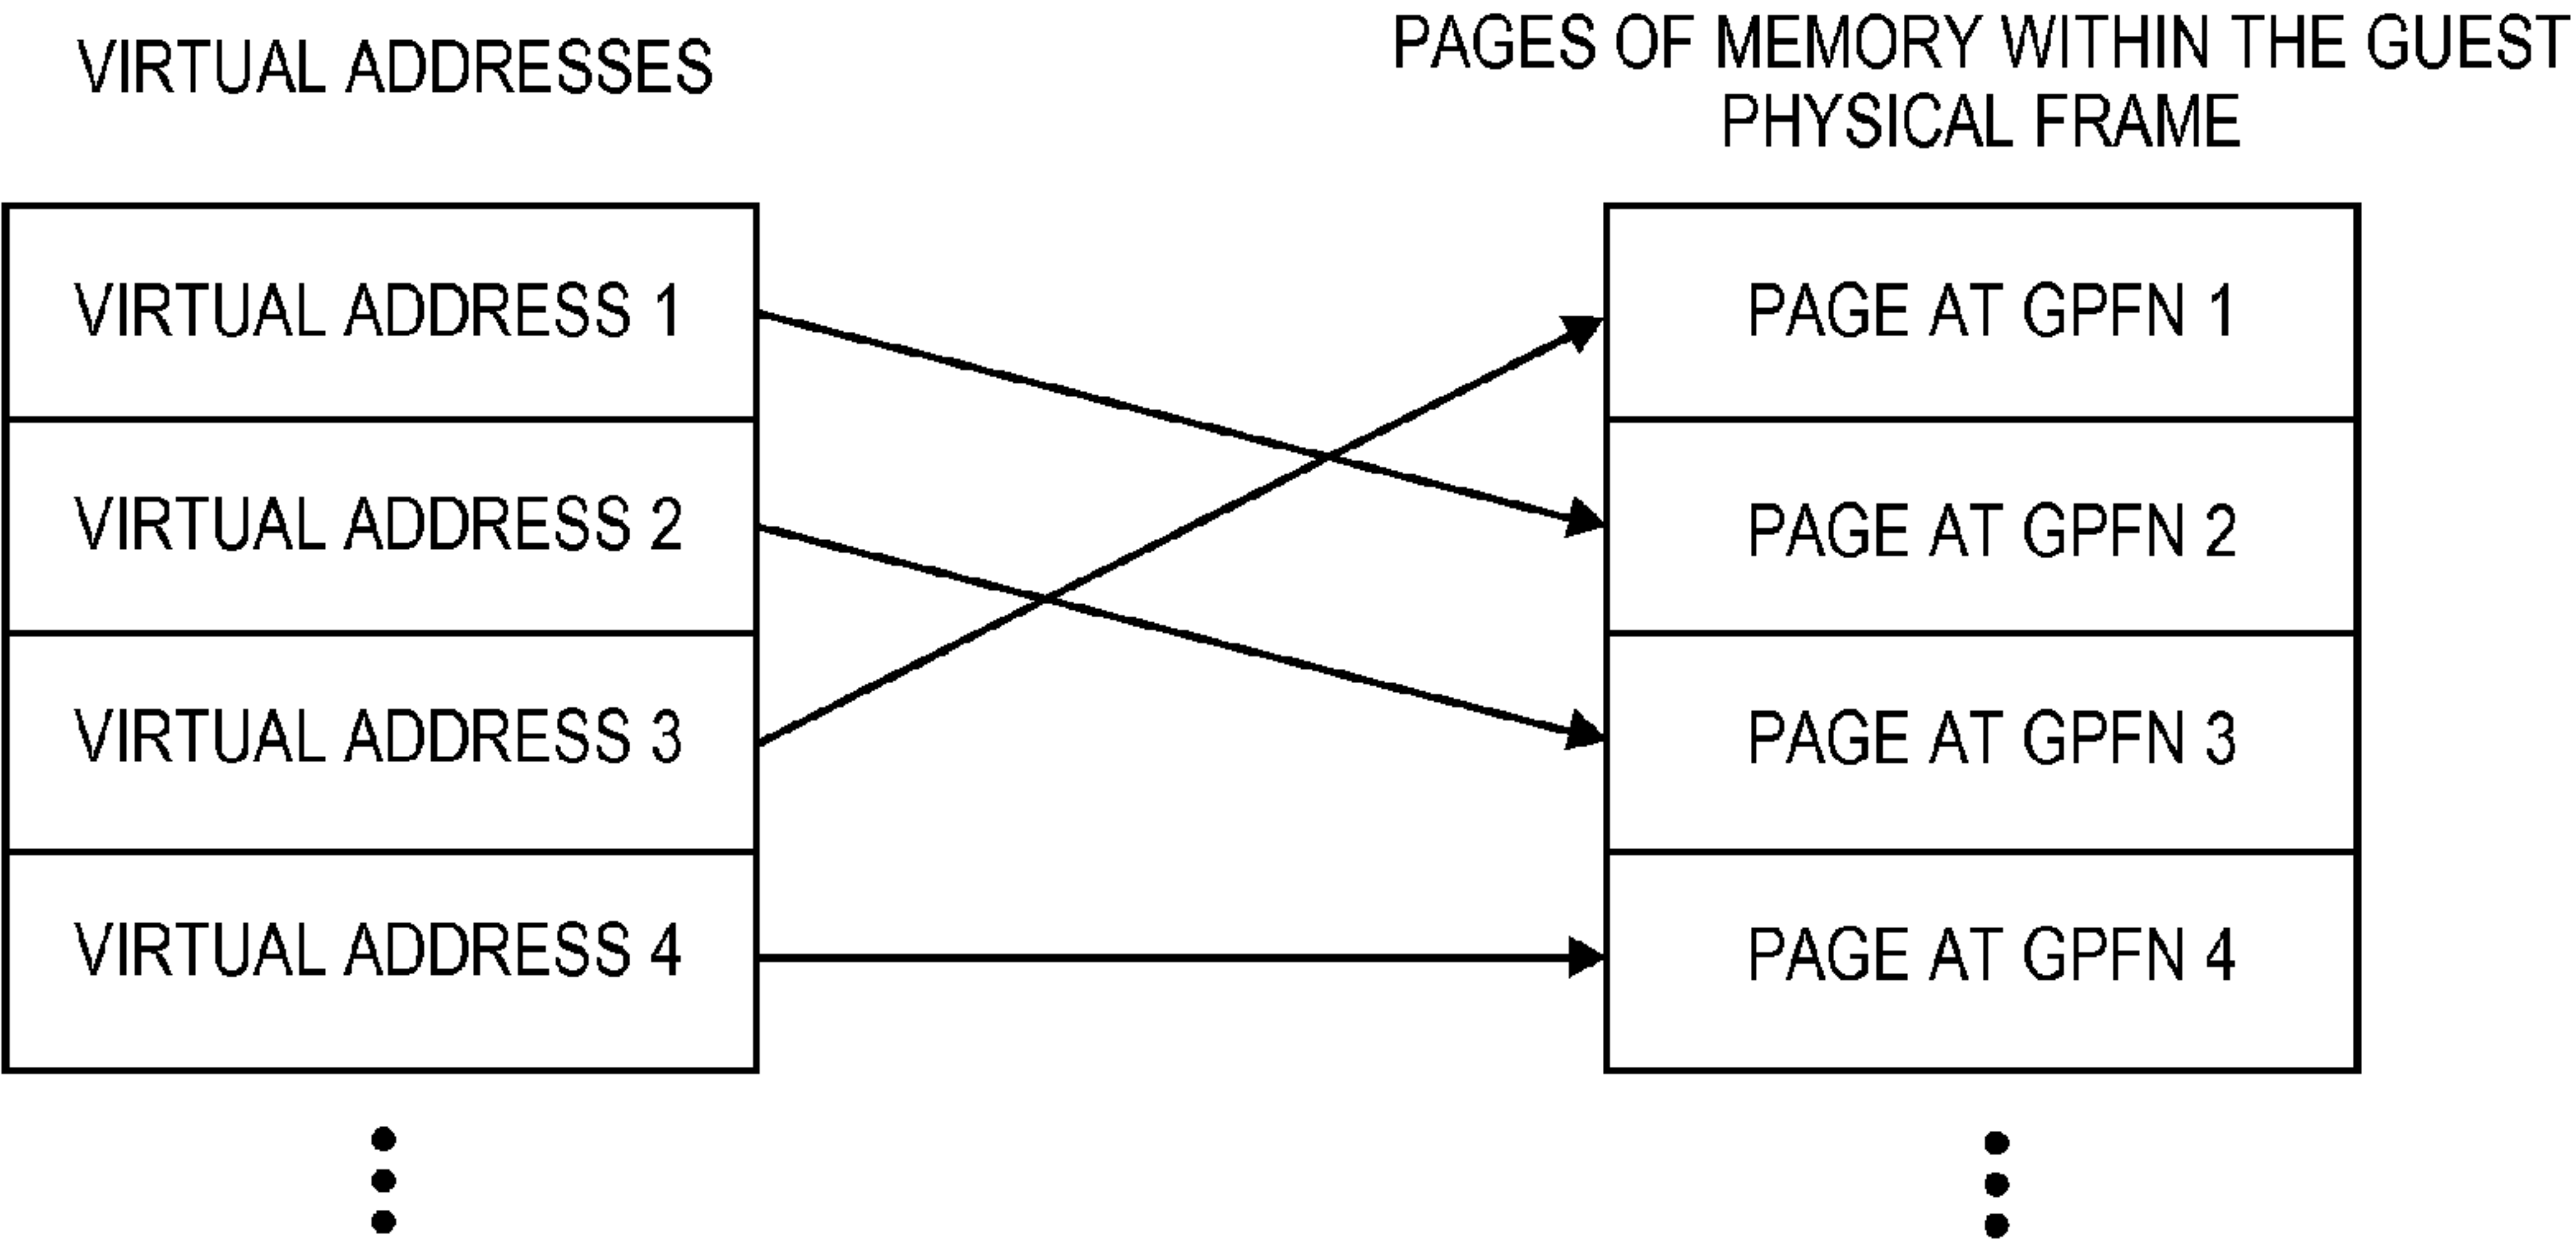 VIRTUAL ADDRESSES
PAGES OF MEMORY WITHIN THE GUEST
PHYSICAL FRAME
VIRTUAL ADDRESS 1
VIRTUAL ADDRESS 2
VIRTUAL ADDRESS 3
VIRTUAL ADDRESS 4
PAGE AT GPFN 1
PAGE AT GPFN 2
PAGE AT GPFN 3
PAGE AT GPFN 4